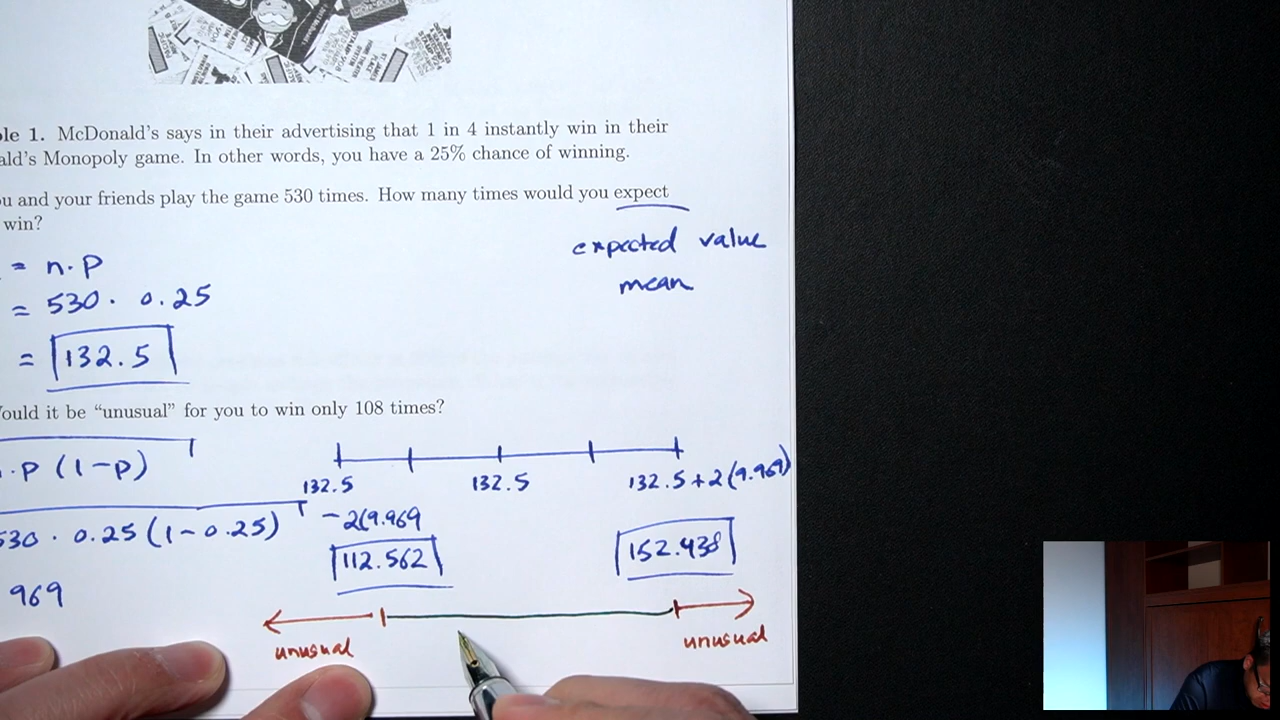 ple 1. McDonald's says in their advertising that 1 in 4 instantly win in their
ald's Monopoly game. In other words, you have a 25% chance of winning.
ou and your friends play the game 530 times. How many times would you expect
win?
expected value
mean
= n·p
= 530 · 0.25
= 132.5
ould it be “unusual” for you to win only 108 times?
·p(1-p)
530 · 0.25(1-0.25)
969
132.5
-2(9.969
112.562
132.5
132.5+2(9.969)
152.438
unusual
unusual